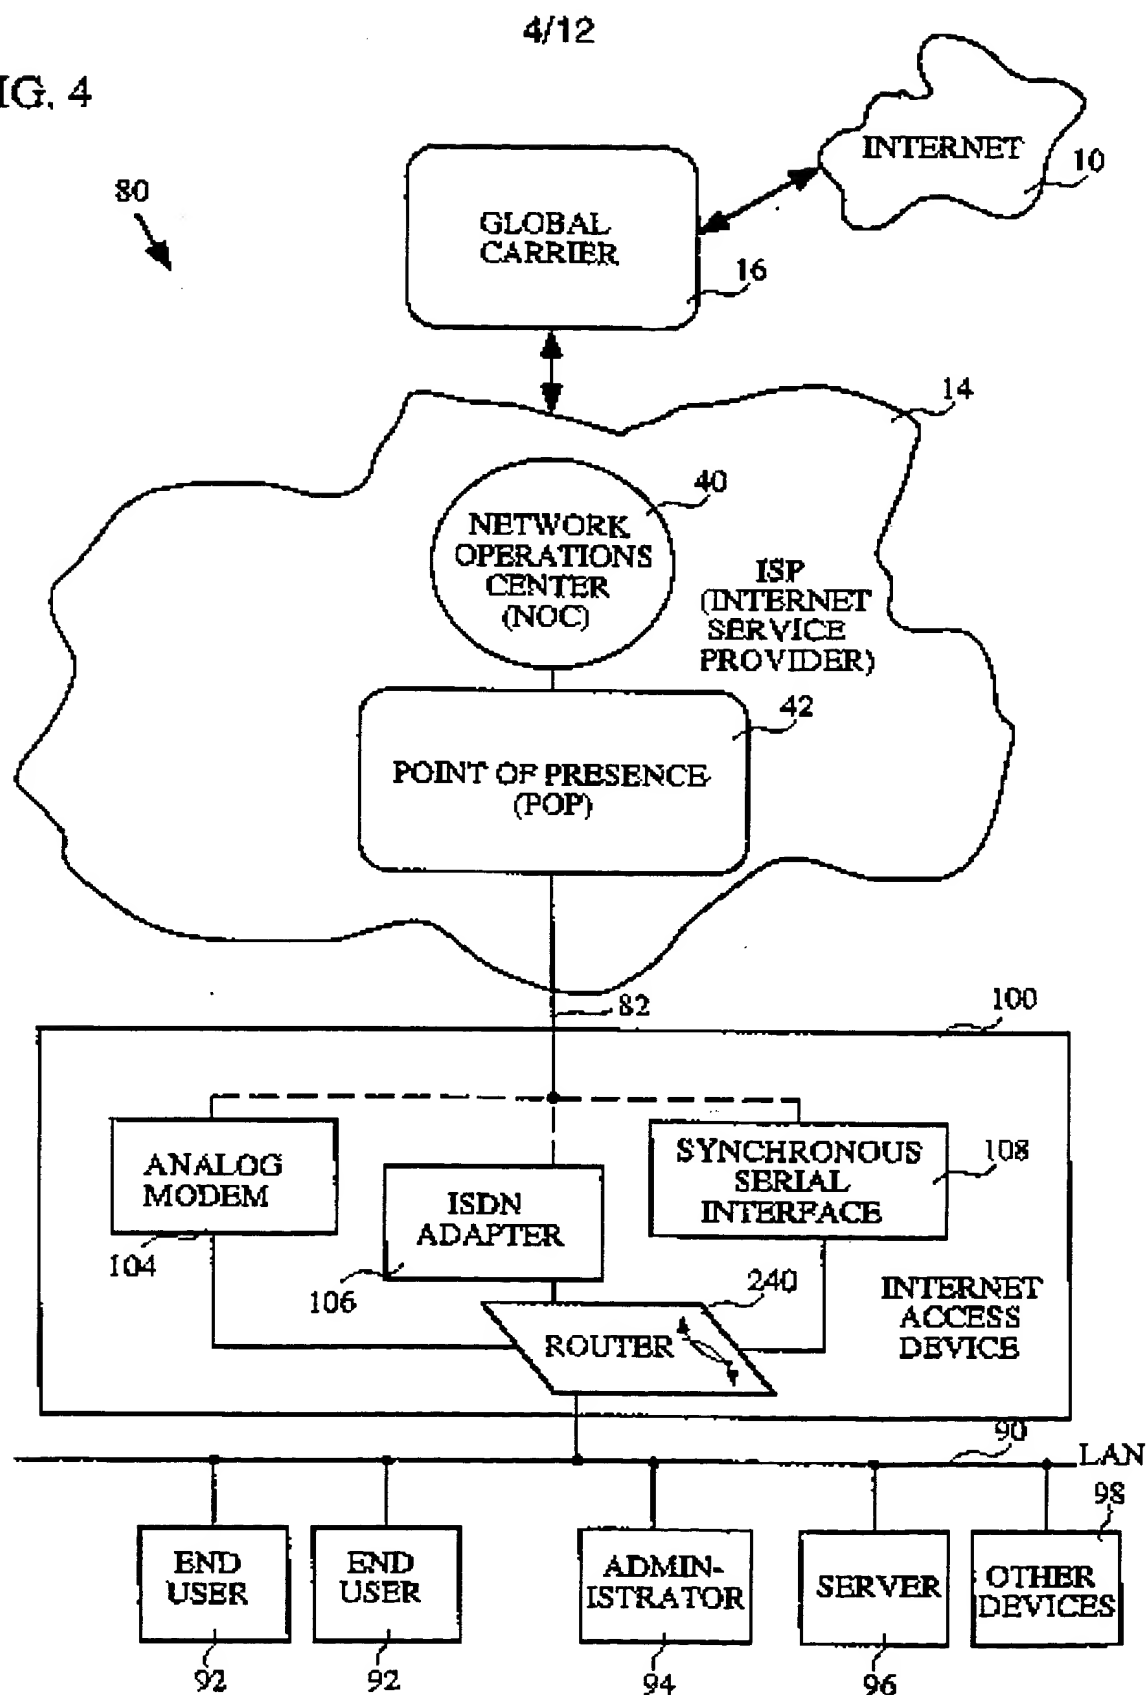 4/12
IG. 4
INTERNET
10
80
GLOBAL
CARRIER
16
14
40
NETWORK
OPERATIONS
CENTER
(NOC)
ISP
(INTERNET
SERVICE
PROVIDER)
42
POINT OF PRESENCE
(POP)
82
100
ANALOG
MODEM
104
ISDN
ADAPTER
106
SYNCHRONOUS
SERIAL
INTERFACE
108
240
ROUTER
INTERNET
ACCESS
DEVICE
90
LAN
98
END
USER
92
END
USER
92
ADMIN-
ISTRATOR
94
SERVER
96
OTHER
DEVICES